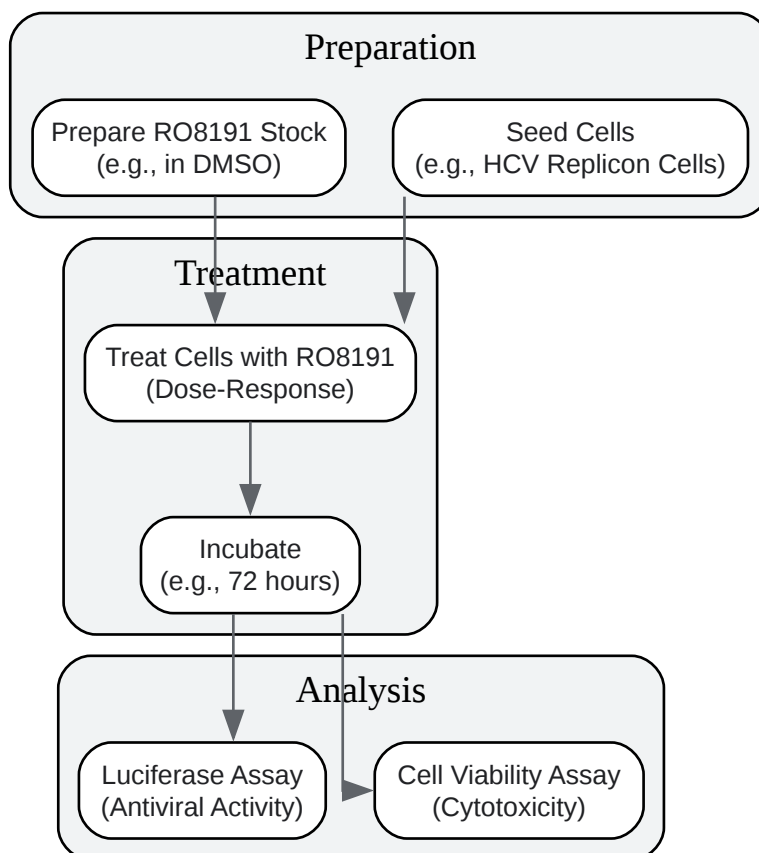 Preparation
Prepare RO8191 Stock
(e.g., in DMSO)
Seed Cells
(e.g., HCV Replicon Cells)
Treatment
Treat Cells with RO8191
(Dose-Response)
Incubate
(e.g., 72 hours)
Analysis
Luciferase Assay
(Antiviral Activity)
Cell Viability Assay
(Cytotoxicity)